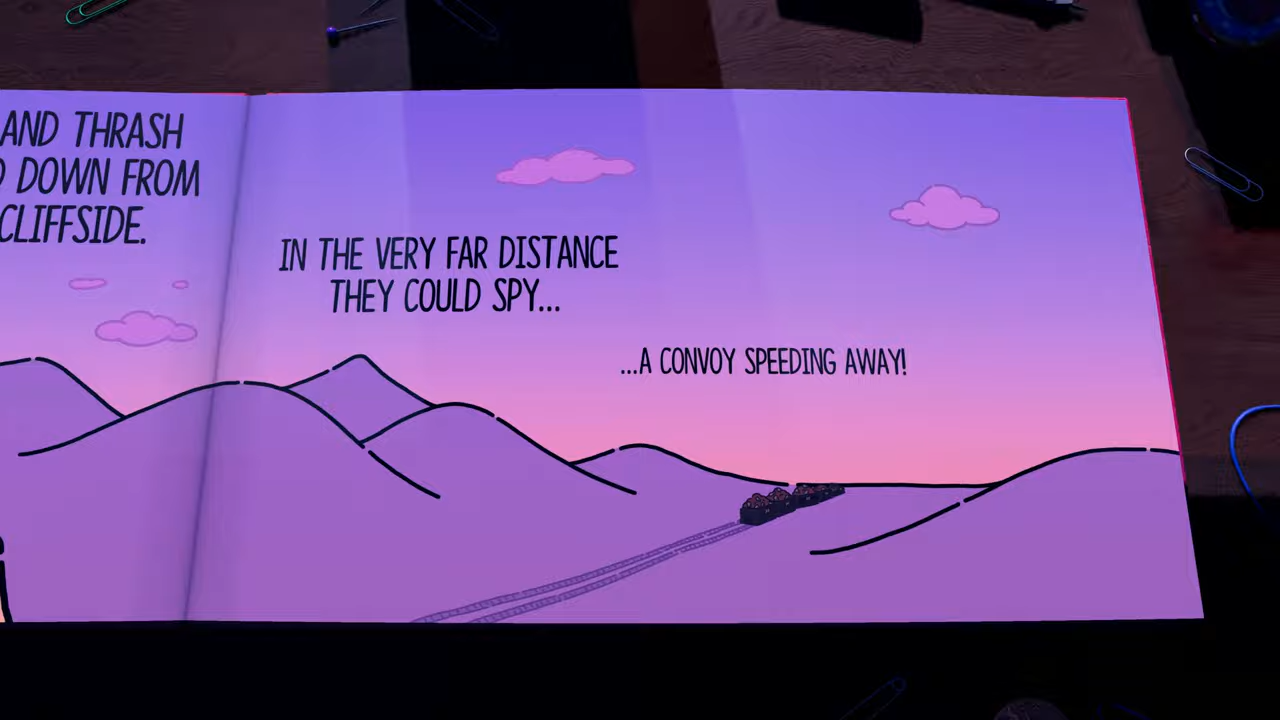 AND THRASH
DOWN FROM
CLIFFSIDE.
IN THE VERY FAR DISTANCE
THEY COULD SPY...
...A CONVOY SPEEDING AWAY!